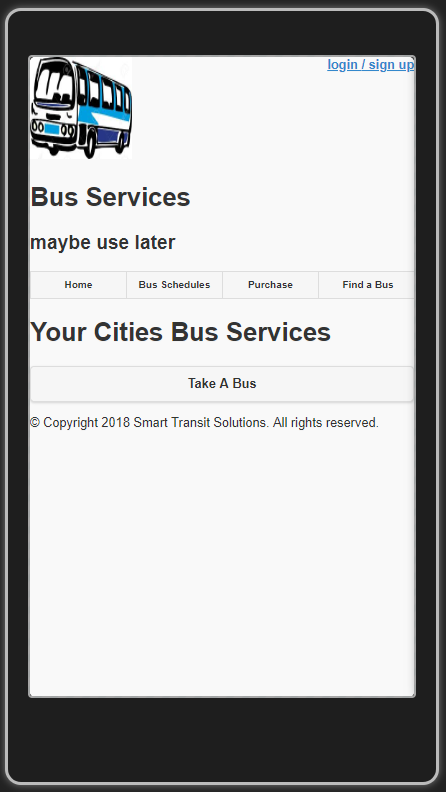 login / sign up
Bus Services
maybe use later
Home
Bus Schedules
Purchase
Find a Bus
Your Cities Bus Services
Take A Bus
© Copyright 2018 Smart Transit Solutions. All rights reserved.